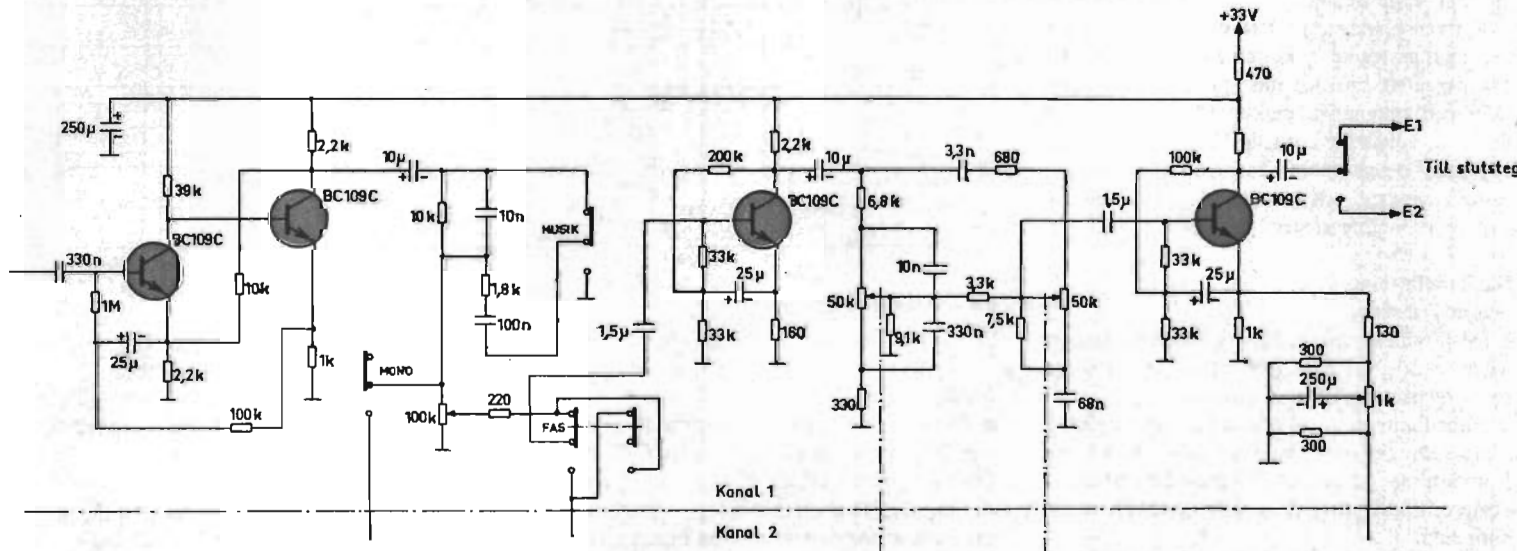 +33V
470
250µ
2,2k
2,2k
E1
10µ
200k
10µ
3,3n
680
100k
10µ
Till slutsteg
39k
BC109C
BC109C
6,8k
BC109C
10k
10n
1,5µ
E2
BC109C
MUSIK
330n
33k
10n
33k
1M
10k
1,8k
25µ
25µ
50k
3,3k
50k
100n
1,5µ
33k
160
9,1k
330n
7,5k
33k
1k
130
25µ
2,2k
1k
300
MONO
250µ
1k
100k
100k
220
FAS
330
68n
300
Kanal 1
Kanal 2